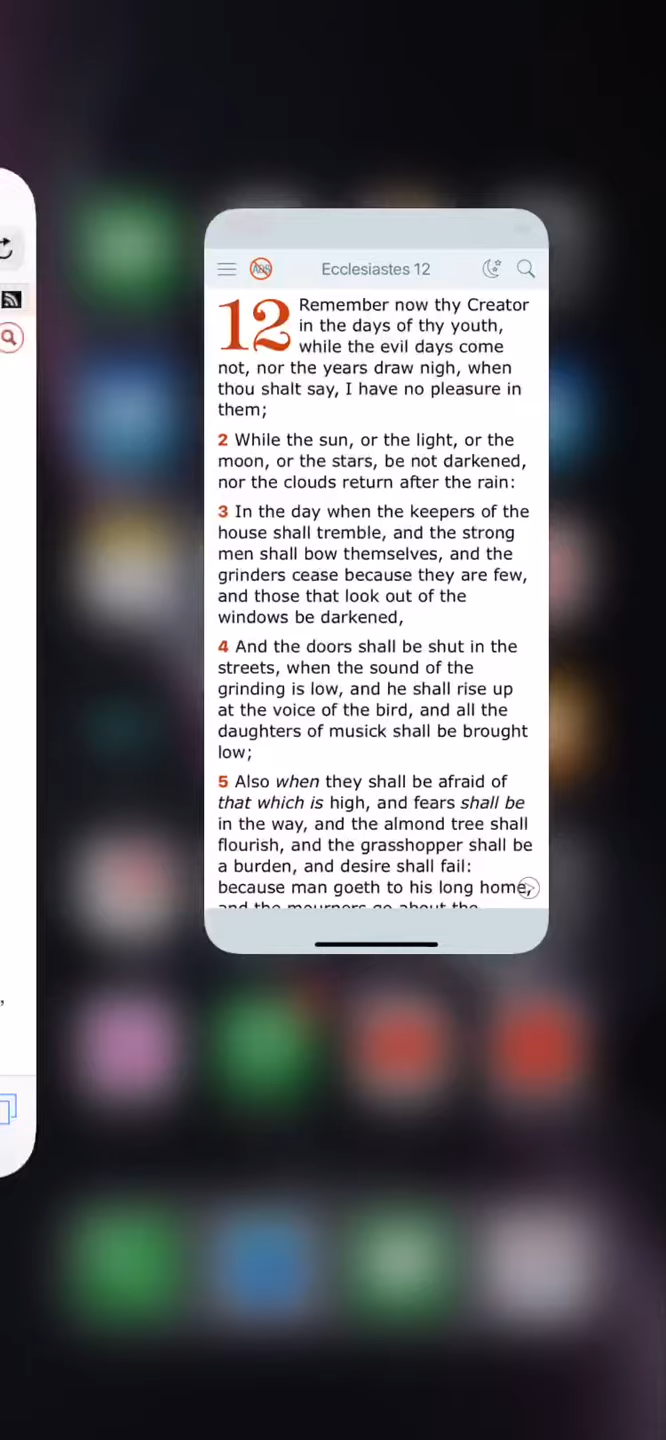 ADS
Ecclesiastes 12
12 Remember now thy Creator
in the days of thy youth,
while the evil days come
not, nor the years draw nigh, when
thou shalt say, I have no pleasure in
them;
2 While the sun, or the light, or the
moon, or the stars, be not darkened,
nor the clouds return after the rain:
3 In the day when the keepers of the
house shall tremble, and the strong
men shall bow themselves, and the
grinders cease because they are few,
and those that look out of the
windows be darkened,
4 And the doors shall be shut in the
streets, when the sound of the
grinding is low, and he shall rise up
at the voice of the bird, and all the
daughters of musick shall be brought
low;
5 Also when they shall be afraid of
that which is high, and fears shall be
in the way, and the almond tree shall
flourish, and the grasshopper shall be
a burden, and desire shall fail:
because man goeth to his long home,
and the mourners go about the